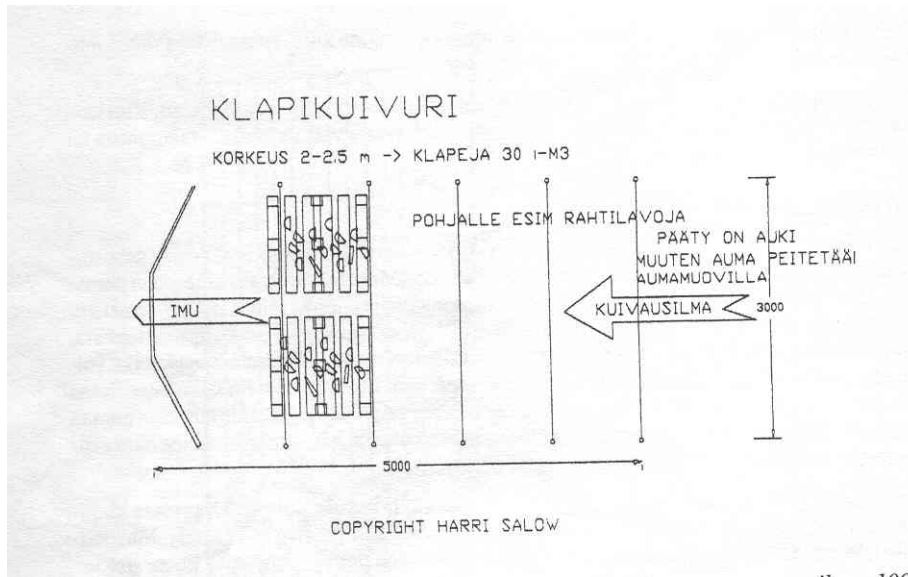 KLAPIKUIVURI
KORKEUS 2-2.5 m -> KLAPEJA 30 i-M3
POHJALLE ESIM RAHTILAVOJA
PÄÄTY ON AUKI
MUUTEN AUMA PEITETÄÄI
AUMAMUOVILLA
IMU
KUIVAUSILMA
3000
5000
COPYRIGHT HARRI SALOW